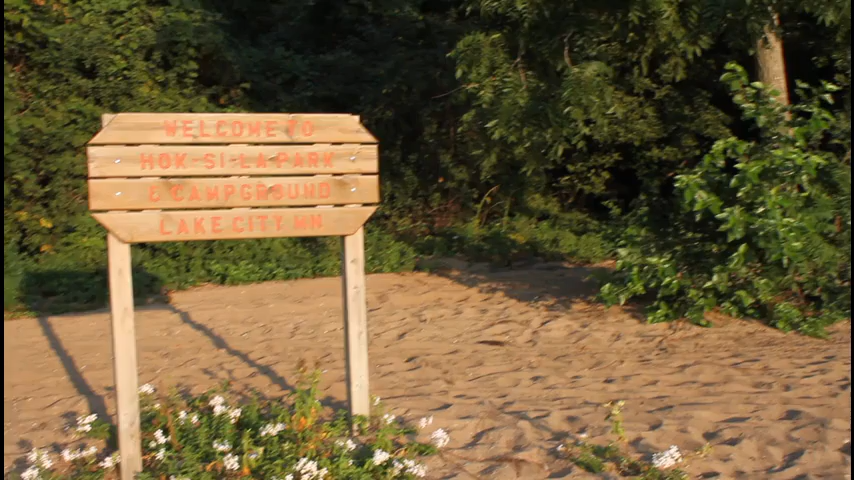 WELCOME TO
HOK-SI-LA PARK
& CAMPGROUND
LAKE CITY MN